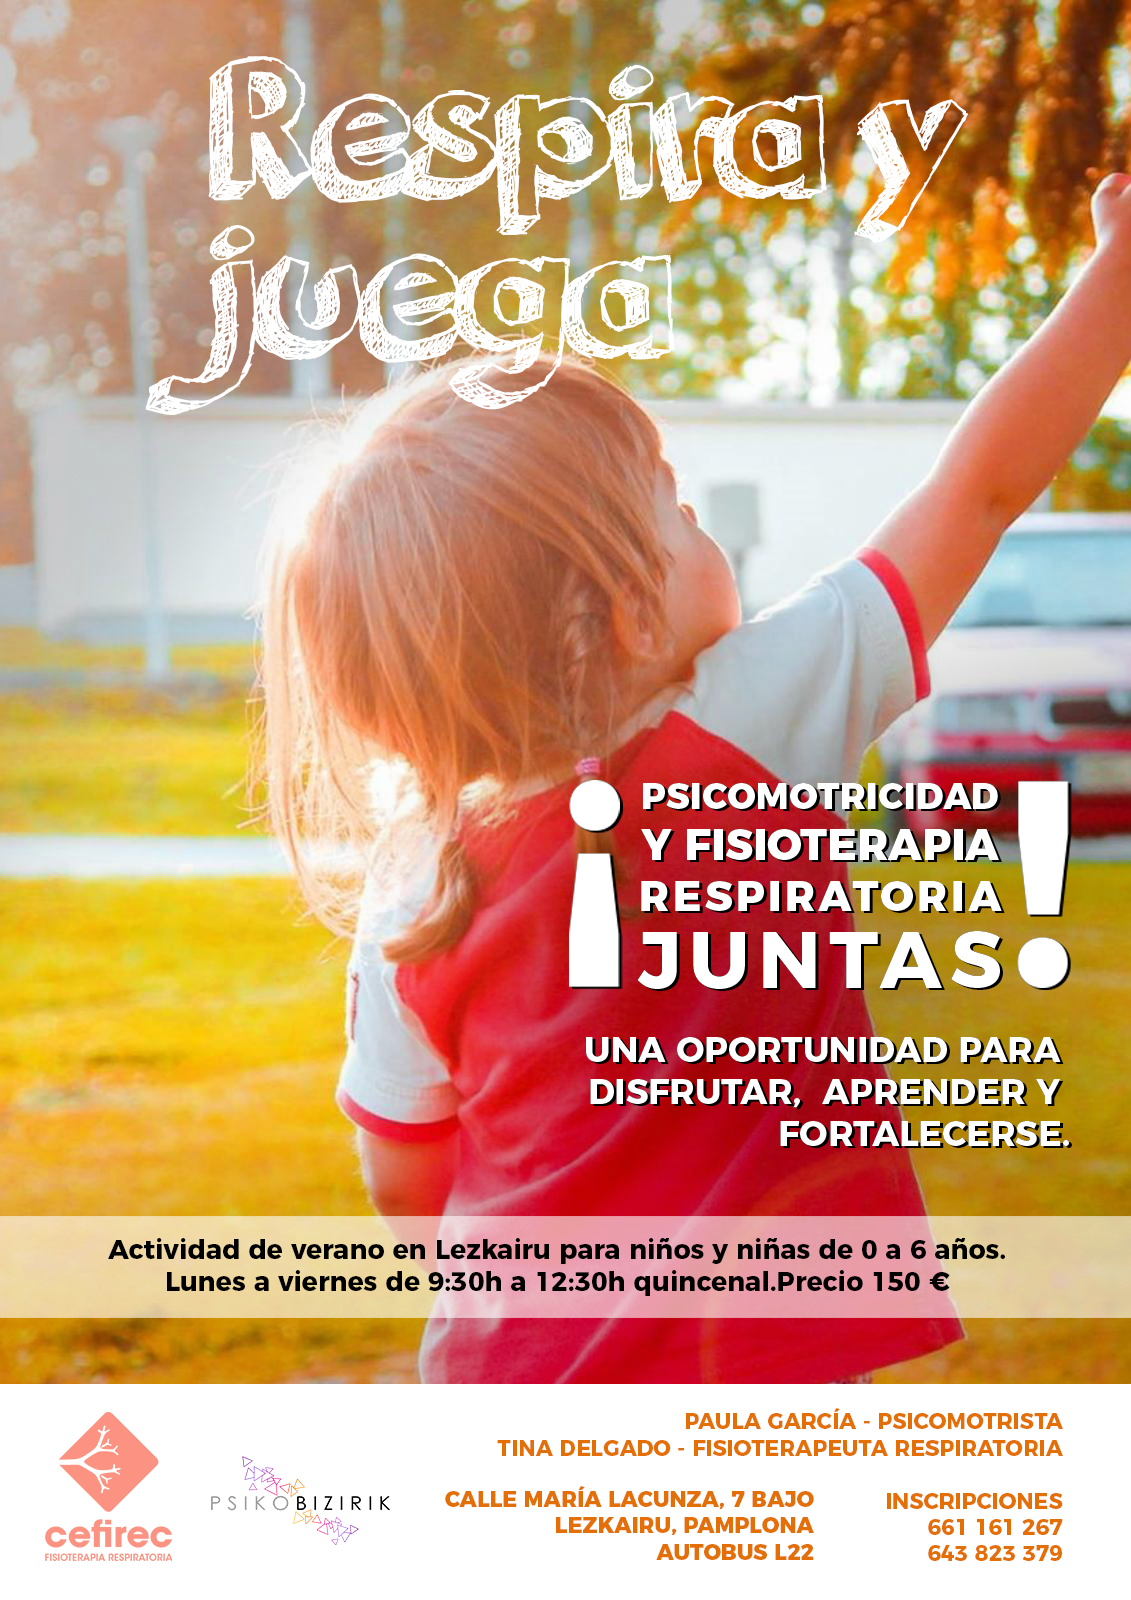 Respira y
juega
¡PSICOMOTRICIDAD
Y FISIOTERAPIA
RESPIRATORIA
JUNTAS!
UNA OPORTUNIDAD PARA
DISFRUTAR, APRENDER Y
FORTALECERSE.
Actividad de verano en Lezkairu para niños y niñas de 0 a 6 años.
Lunes a viernes de 9:30h a 12:30h quincenal.Precio 150 €
PAULA GARCÍA - PSICOMOTRISTA
TINA DELGADO - FISIOTERAPEUTA RESPIRATORIA
cefirec
FISIOTERAPIA RESPIRATORIA
PSIKOBIZIRIK
CALLE MARÍA LACUNZA, 7 BAJO
LEZKAIRU, PAMPLONA
AUTOBUS L22
INSCRIPCIONES
661 161 267
643 823 379